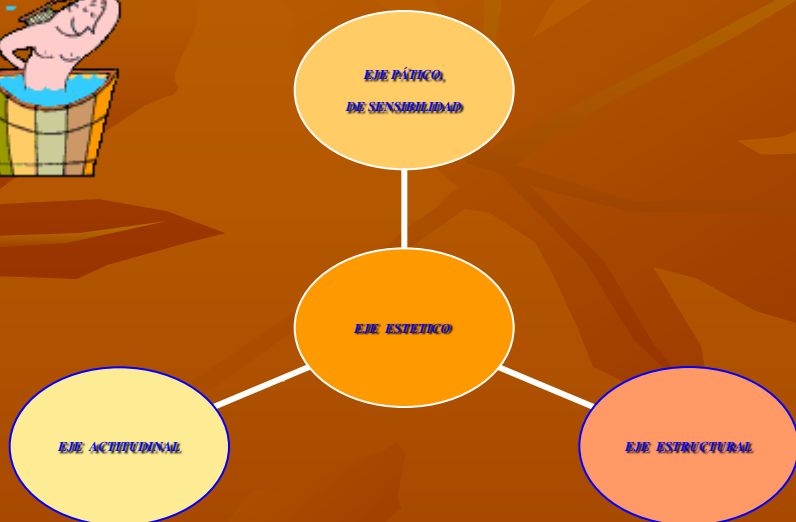 EJE PÁTICO,
DE SENSIBILIDAD
EJE ESTETICO
EJE ACTITUDINAL
EJE ESTRUCTURAL